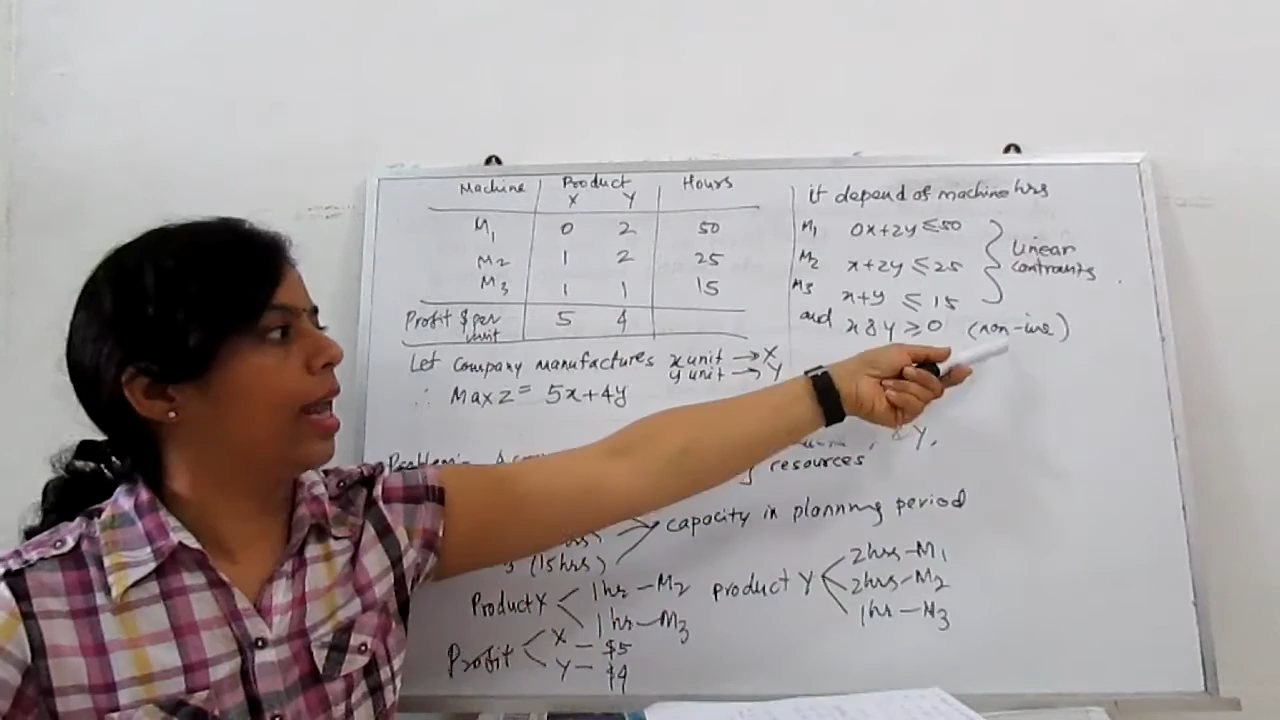 Machine Product Hours
X Y
M1 0 2 50
M2 1 2 25
M3 1 1 15
Profit $ per unit 5 4
Let Company manufactures x unit → X
y unit → Y
∴ Max Z = 5x+4y
it depend of machine hrs
M1 0x+2y ≤ 50
M2 x+2y ≤ 25
M3 x+y ≤ 15
Linear
contraints
and x & y ≥ 0 (non-ive)
Problem:- A
& Y.
resources
capacity in planning period
(15hrs)
Product X 1hr – M2
1hr – M3
product Y 2hrs – M1
2hrs – M2
1hr – M3
Profit X – $5
Y – $4